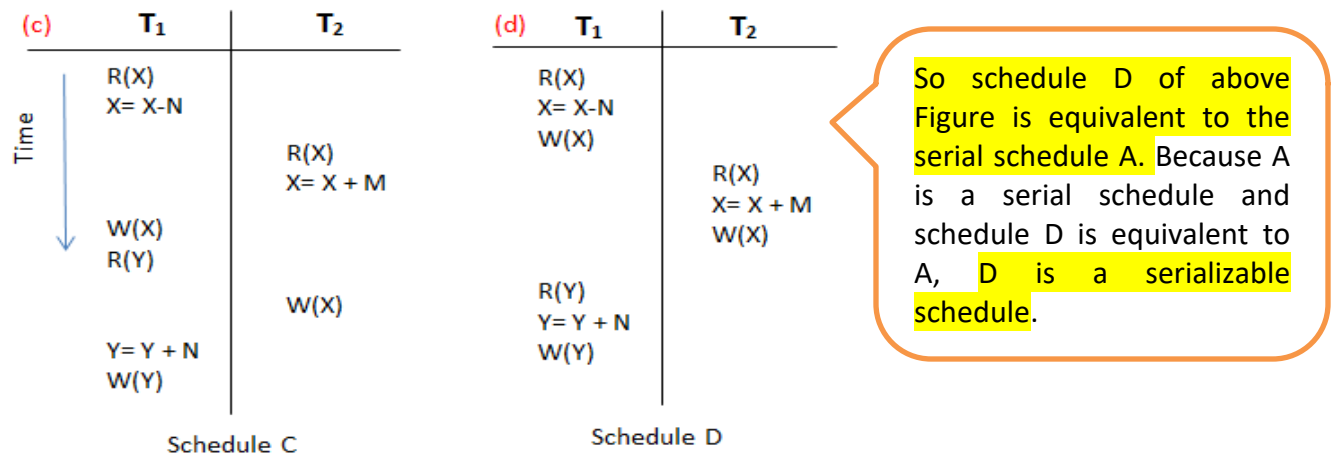 (c) T₁ T₂
Time
R(X)
X= X-N
R(X)
X= X + M
W(X)
R(Y)
W(X)
Y= Y + N
W(Y)
Schedule C
(d) T₁ T₂
R(X)
X= X-N
W(X)
R(X)
X= X + M
W(X)
R(Y)
Y= Y + N
W(Y)
Schedule D
So schedule D of above
Figure is equivalent to the
serial schedule A. Because A
is a serial schedule and
schedule D is equivalent to
A, D is a serializable
schedule.